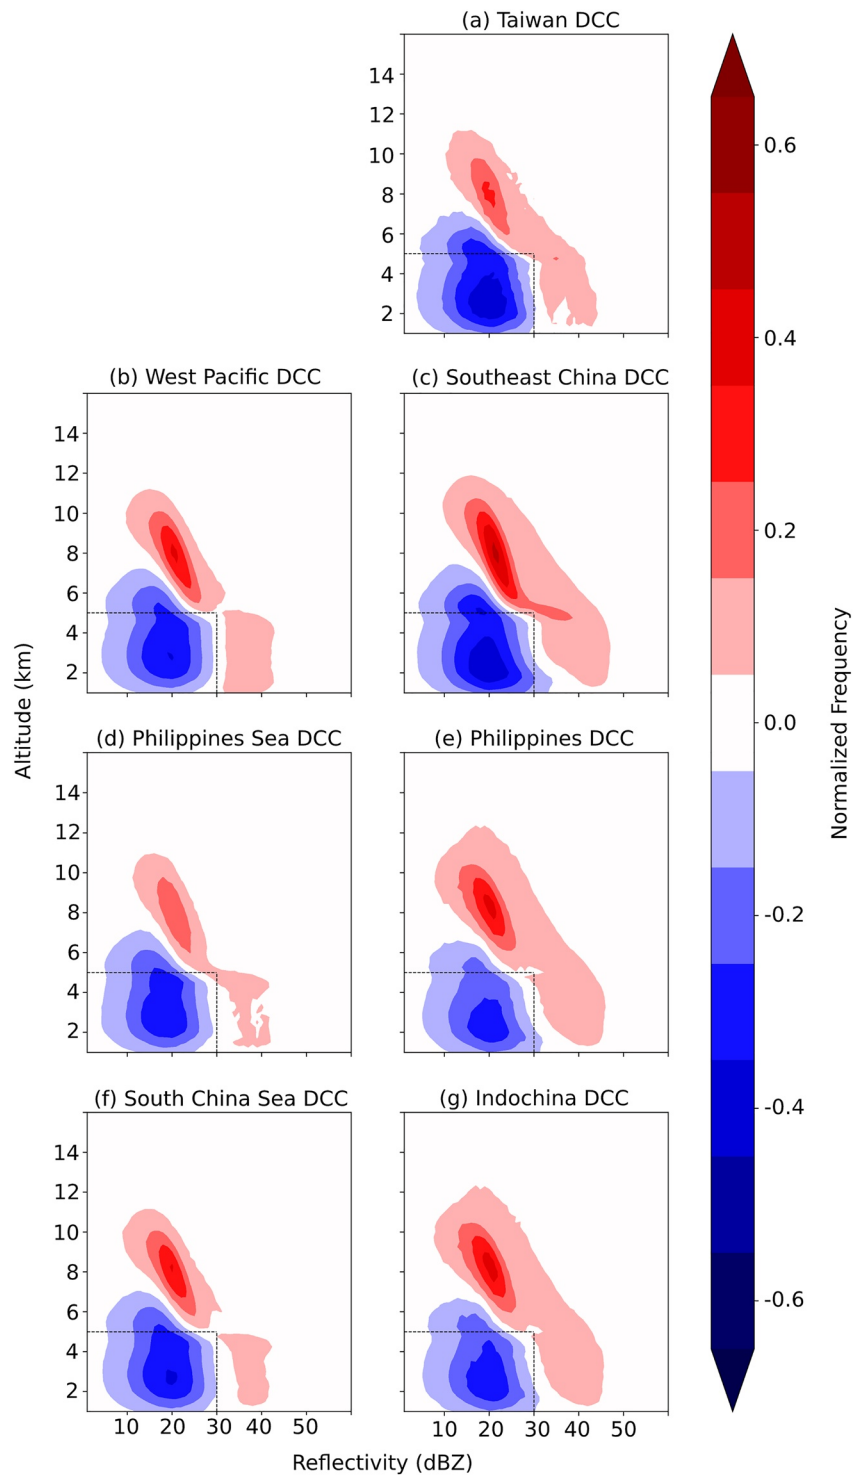 (a) Taiwan DCC
14
12
10
8
6
4
2
(b) West Pacific DCC
(c) Southeast China DCC
14
12
10
8
6
4
2
(d) Philippines Sea DCC
(e) Philippines DCC
14
12
10
8
6
4
2
(f) South China Sea DCC
(g) Indochina DCC
14
12
10
8
6
4
2
10 20 30 40 50
10 20 30 40 50
Altitude (km)
Reflectivity (dBZ)
0.6
0.4
0.2
0.0
-0.2
-0.4
-0.6
Normalized Frequency